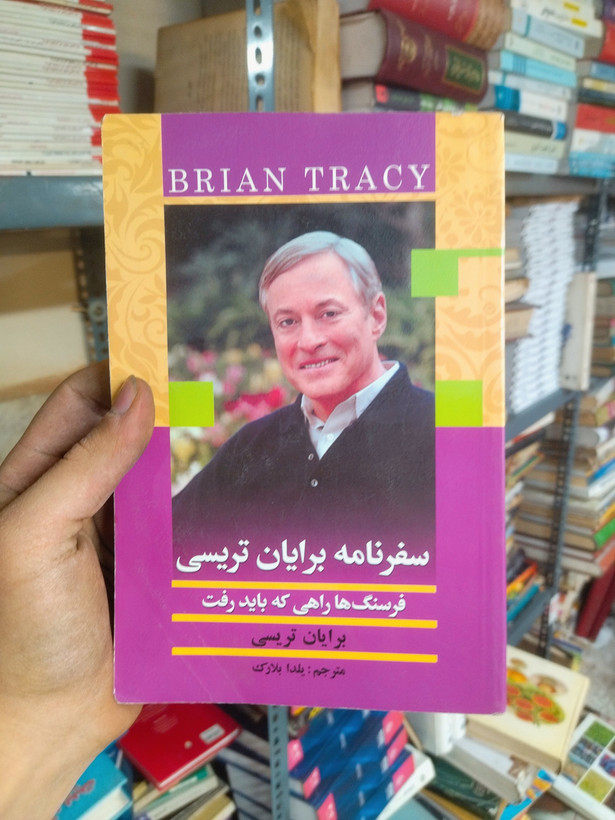 BRIAN TRACY
سفرنامه برایان تریسی
فرسنگ‌ها راهی که باید رفت
برایان تریسی
مترجم : یلدا بلارک